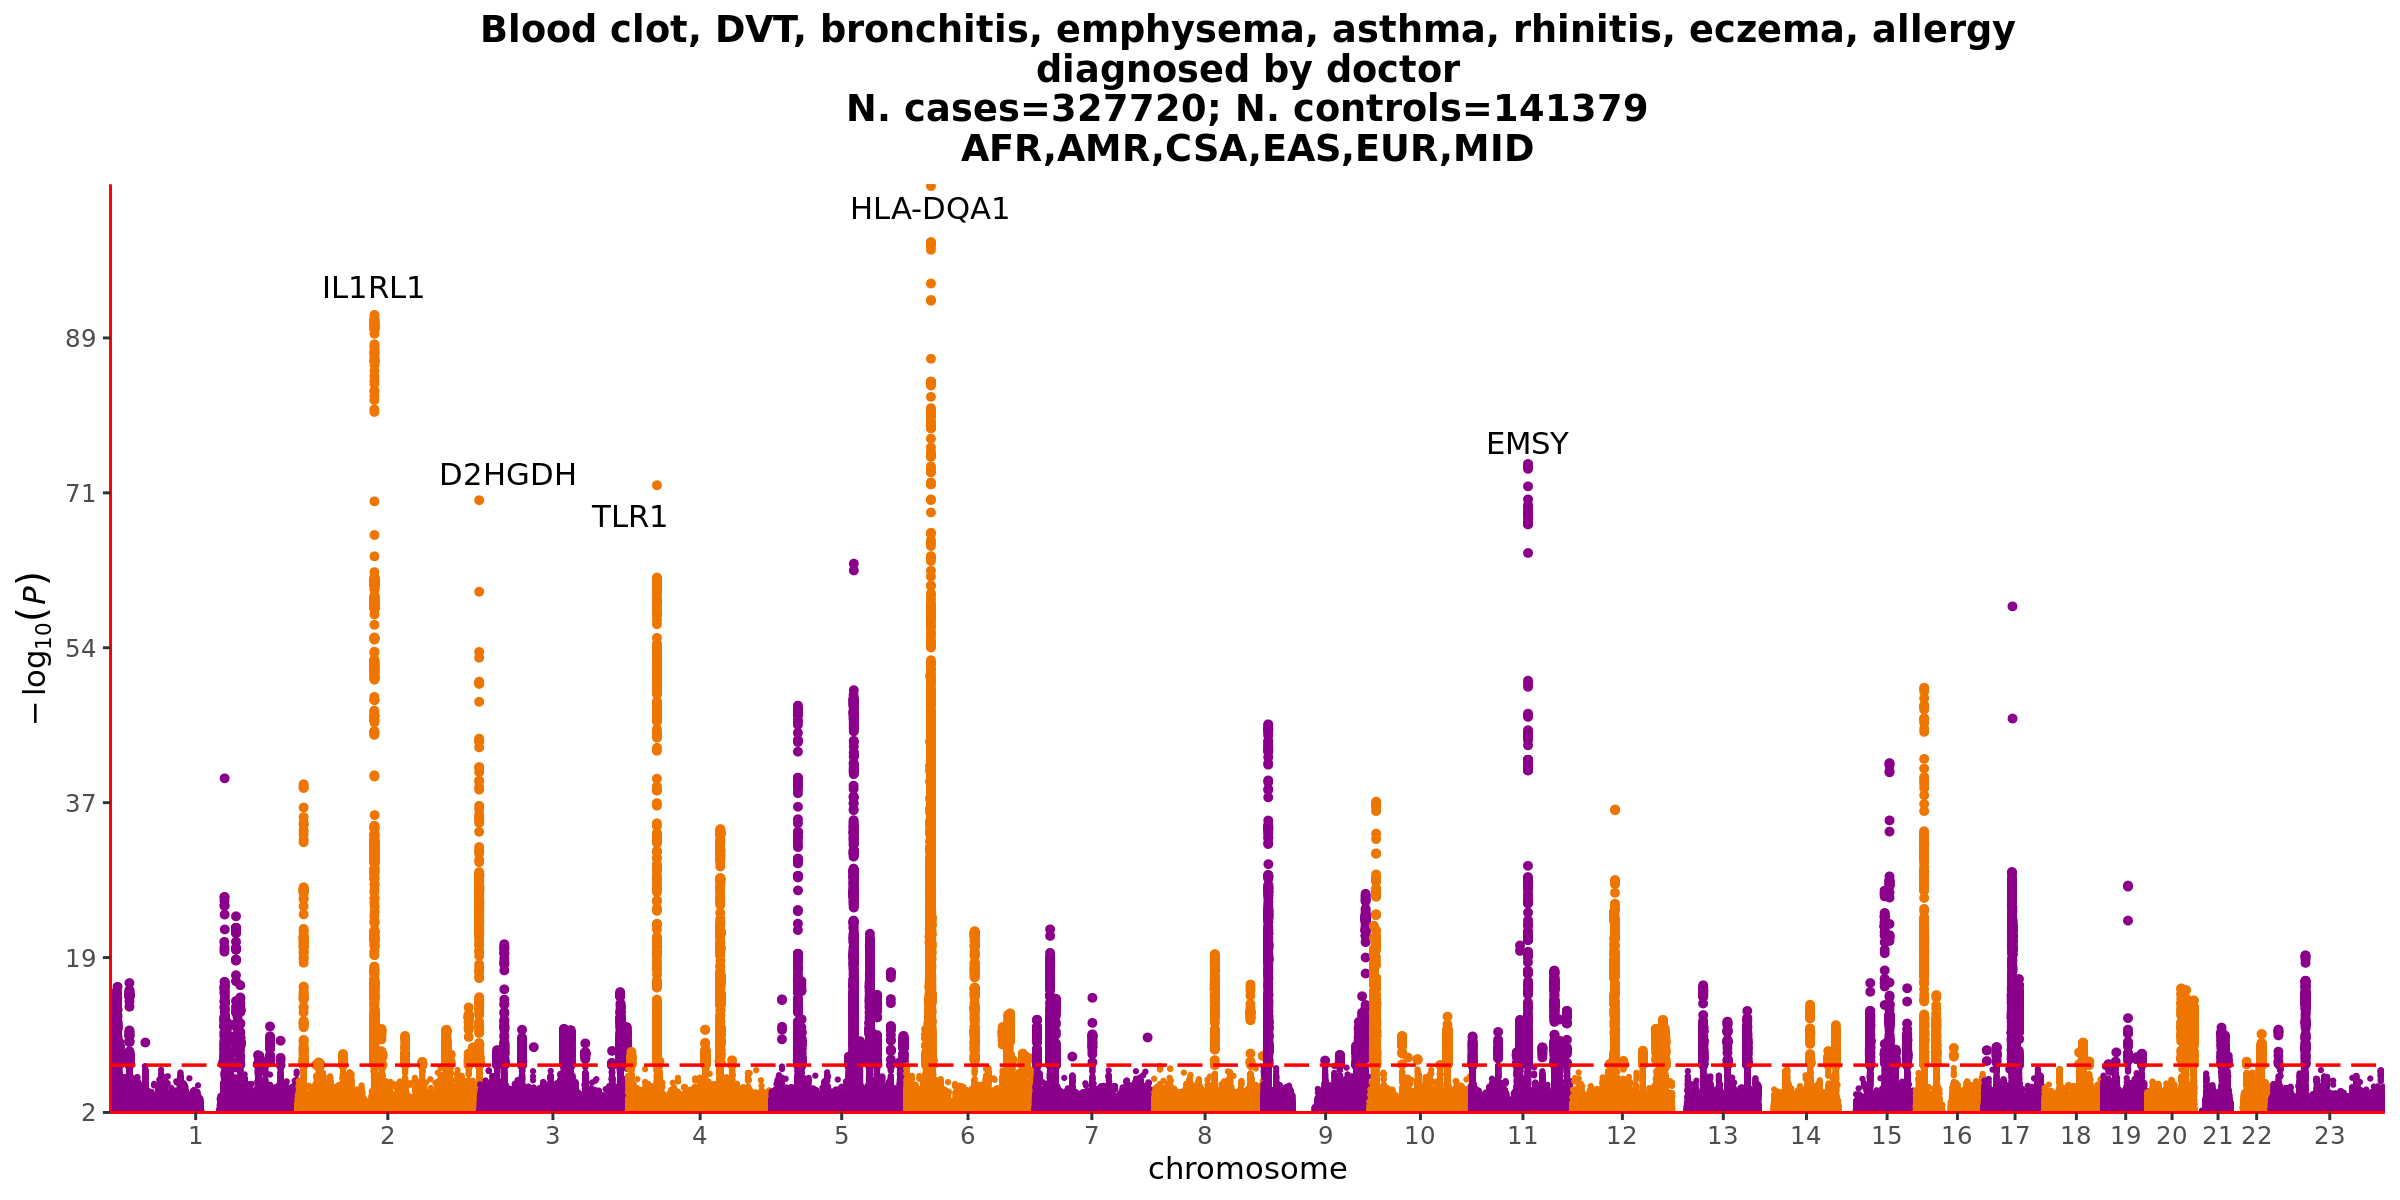 Blood clot, DVT, bronchitis, emphysema, asthma, rhinitis, eczema, allergy
diagnosed by doctor
N. cases=327720; N. controls=141379
AFR,AMR,CSA,EAS,EUR,MID
HLA-DQA1
IL1RL1
EMSY
D2HGDH
TLR1
89
71
54
37
19
2
− log10(P)
1 2 3 4 5 6 7 8 9 10 11 12 13 14 15 16 17 18 19 20 21 22 23
chromosome